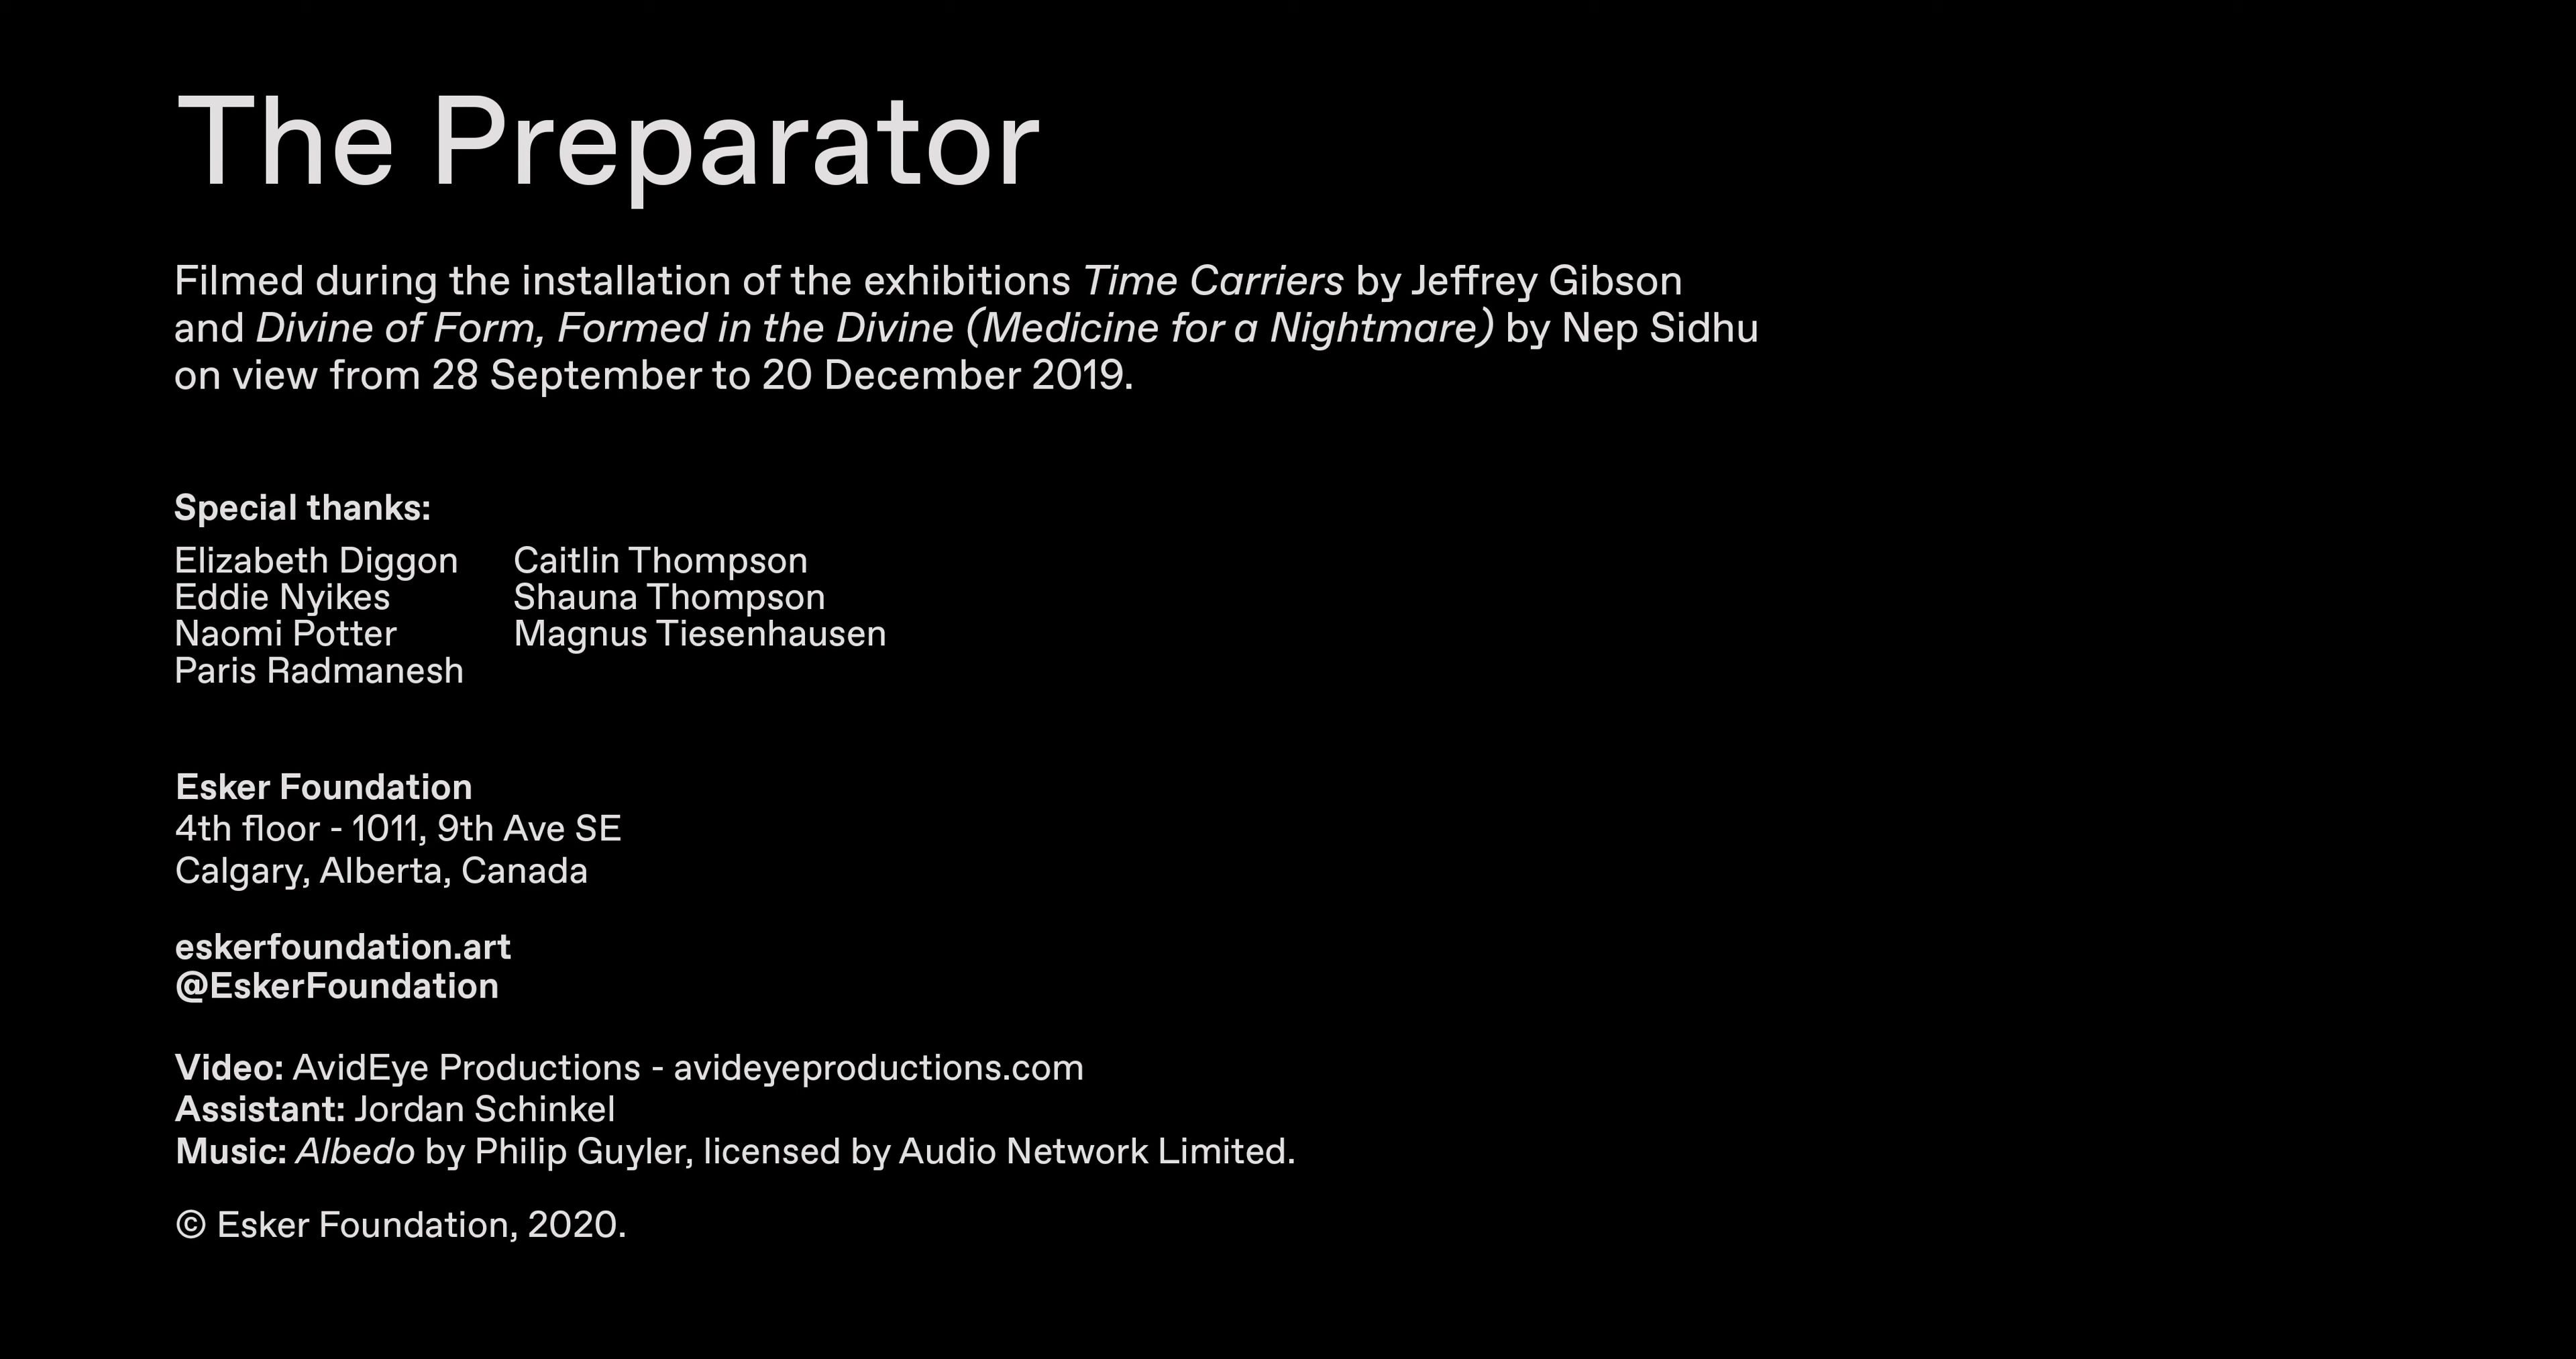 The Preparator
Filmed during the installation of the exhibitions Time Carriers by Jeffrey Gibson
and Divine of Form, Formed in the Divine (Medicine for a Nightmare) by Nep Sidhu
on view from 28 September to 20 December 2019.
Special thanks:
Elizabeth Diggon
Eddie Nyikes
Naomi Potter
Paris Radmanesh
Caitlin Thompson
Shauna Thompson
Magnus Tiesenhausen
Esker Foundation
4th floor - 1011, 9th Ave SE
Calgary, Alberta, Canada
eskerfoundation.art
@EskerFoundation
Video: AvidEye Productions - avideyeproductions.com
Assistant: Jordan Schinkel
Music: Albedo by Philip Guyler, licensed by Audio Network Limited.
© Esker Foundation, 2020.